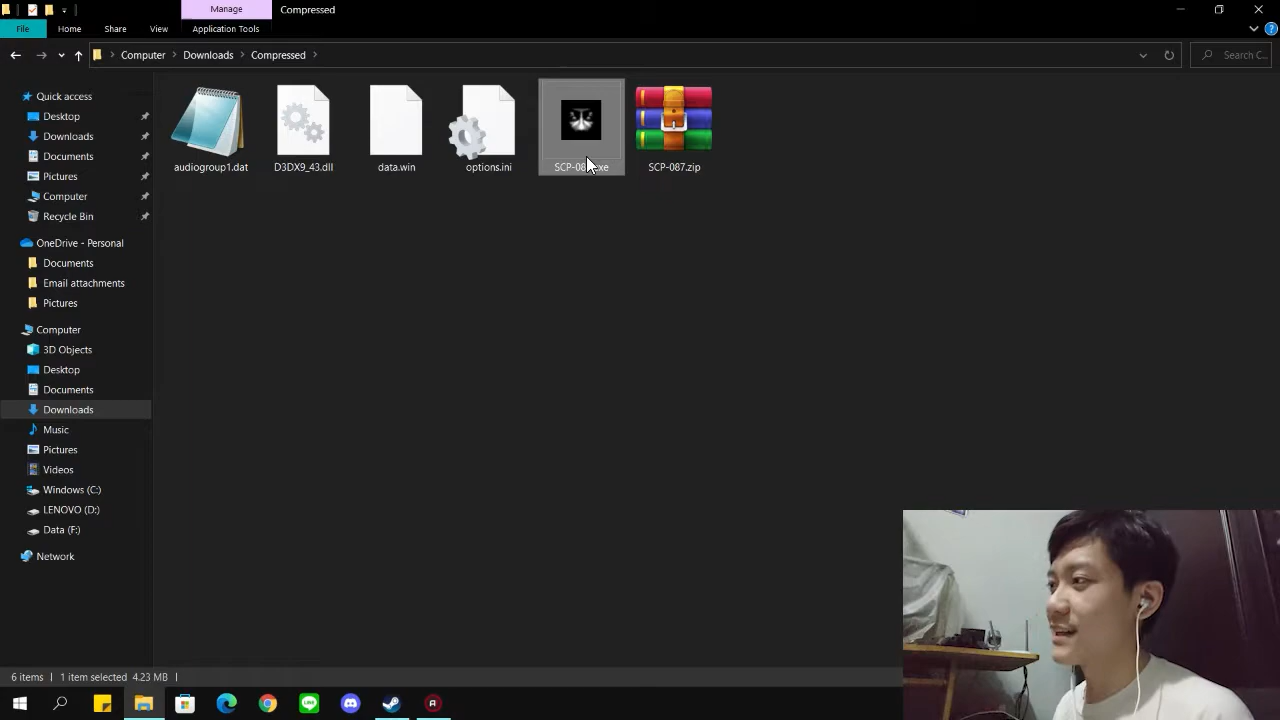 Manage
Compressed
File
Home
Share
View
Application Tools
Computer
Downloads
Compressed
Search C...
Quick access
Desktop
Downloads
Documents
Pictures
Computer
Recycle Bin
OneDrive - Personal
Documents
Email attachments
Pictures
Computer
3D Objects
Desktop
Documents
Downloads
Music
Pictures
Videos
Windows (C:)
LENOVO (D:)
Data (F:)
Network
audiogroup1.dat
D3DX9_43.dll
data.win
options.ini
SCP-087.zip
6 items
1 item selected 4.23 MB
LINE